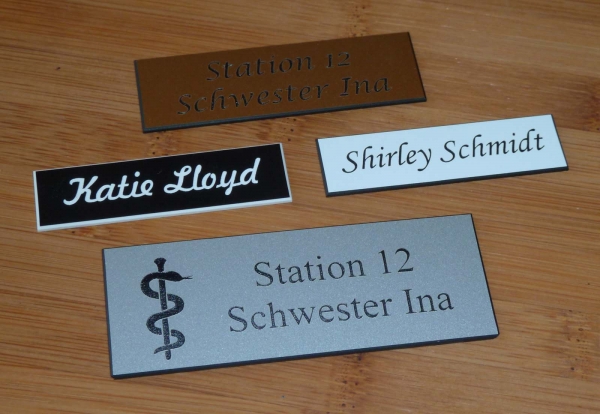 Station 12
Schwester Ina
Katie Lloyd
Shirley Schmidt
Station 12
Schwester Ina